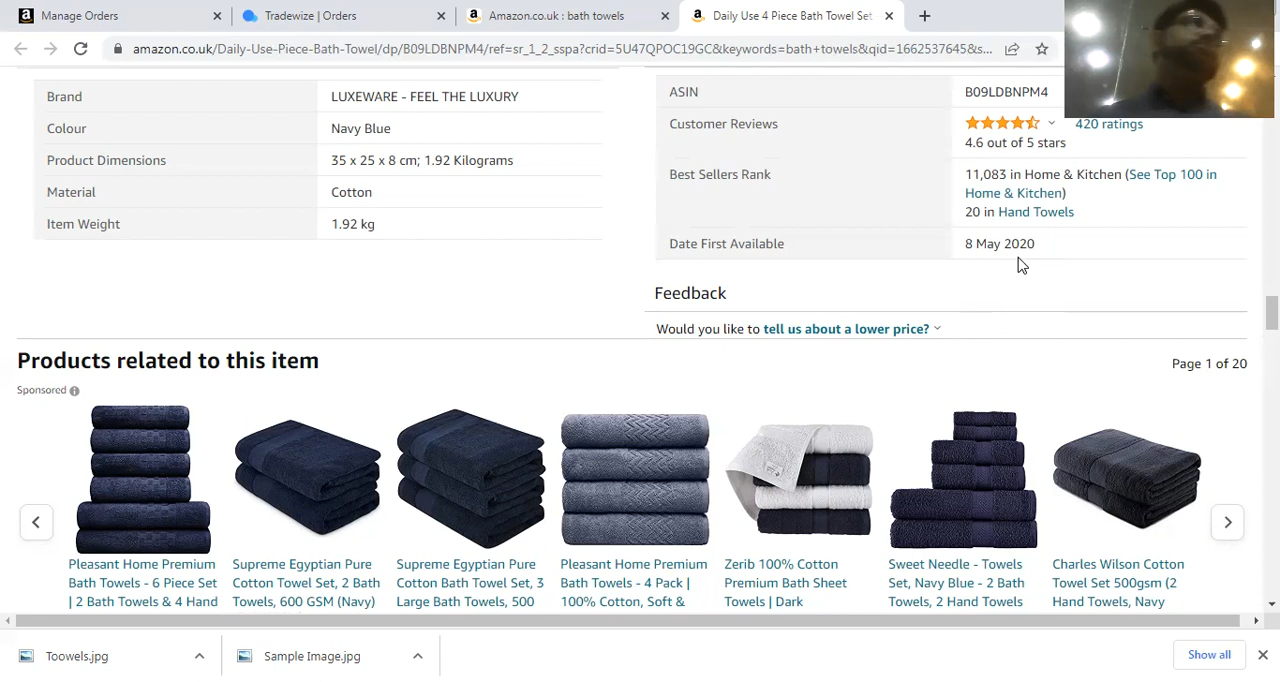 Manage Orders
Tradewize | Orders
Amazon.co.uk : bath towels
Daily Use 4 Piece Bath Towel Set
amazon.co.uk/Daily-Use-Piece-Bath-Towel/dp/B09LDBNPM4/ref=sr_1_2_sspa?crid=5U47QPOC19GC&keywords=bath+towels&qid=1662537645&s...
Brand LUXEWARE - FEEL THE LUXURY
Colour Navy Blue
Product Dimensions 35 x 25 x 8 cm; 1.92 Kilograms
Material Cotton
Item Weight 1.92 kg
ASIN B09LDBNPM4
Customer Reviews 420 ratings
4.6 out of 5 stars
Best Sellers Rank 11,083 in Home & Kitchen (See Top 100 in
Home & Kitchen)
20 in Hand Towels
Date First Available 8 May 2020
Feedback
Would you like to tell us about a lower price?
Products related to this item
Page 1 of 20
Sponsored
Pleasant Home Premium
Bath Towels - 6 Piece Set
| 2 Bath Towels & 4 Hand
Supreme Egyptian Pure
Cotton Towel Set, 2 Bath
Towels, 600 GSM (Navy)
Supreme Egyptian Pure
Cotton Bath Towel Set, 3
Large Bath Towels, 500
Pleasant Home Premium
Bath Towels - 4 Pack |
100% Cotton, Soft &
Zerib 100% Cotton
Premium Bath Sheet
Towels | Dark
Sweet Needle - Towels
Set, Navy Blue - 2 Bath
Towels, 2 Hand Towels
Charles Wilson Cotton
Towel Set 500gsm (2
Hand Towels, Navy
Toowels.jpg
Sample Image.jpg
Show all